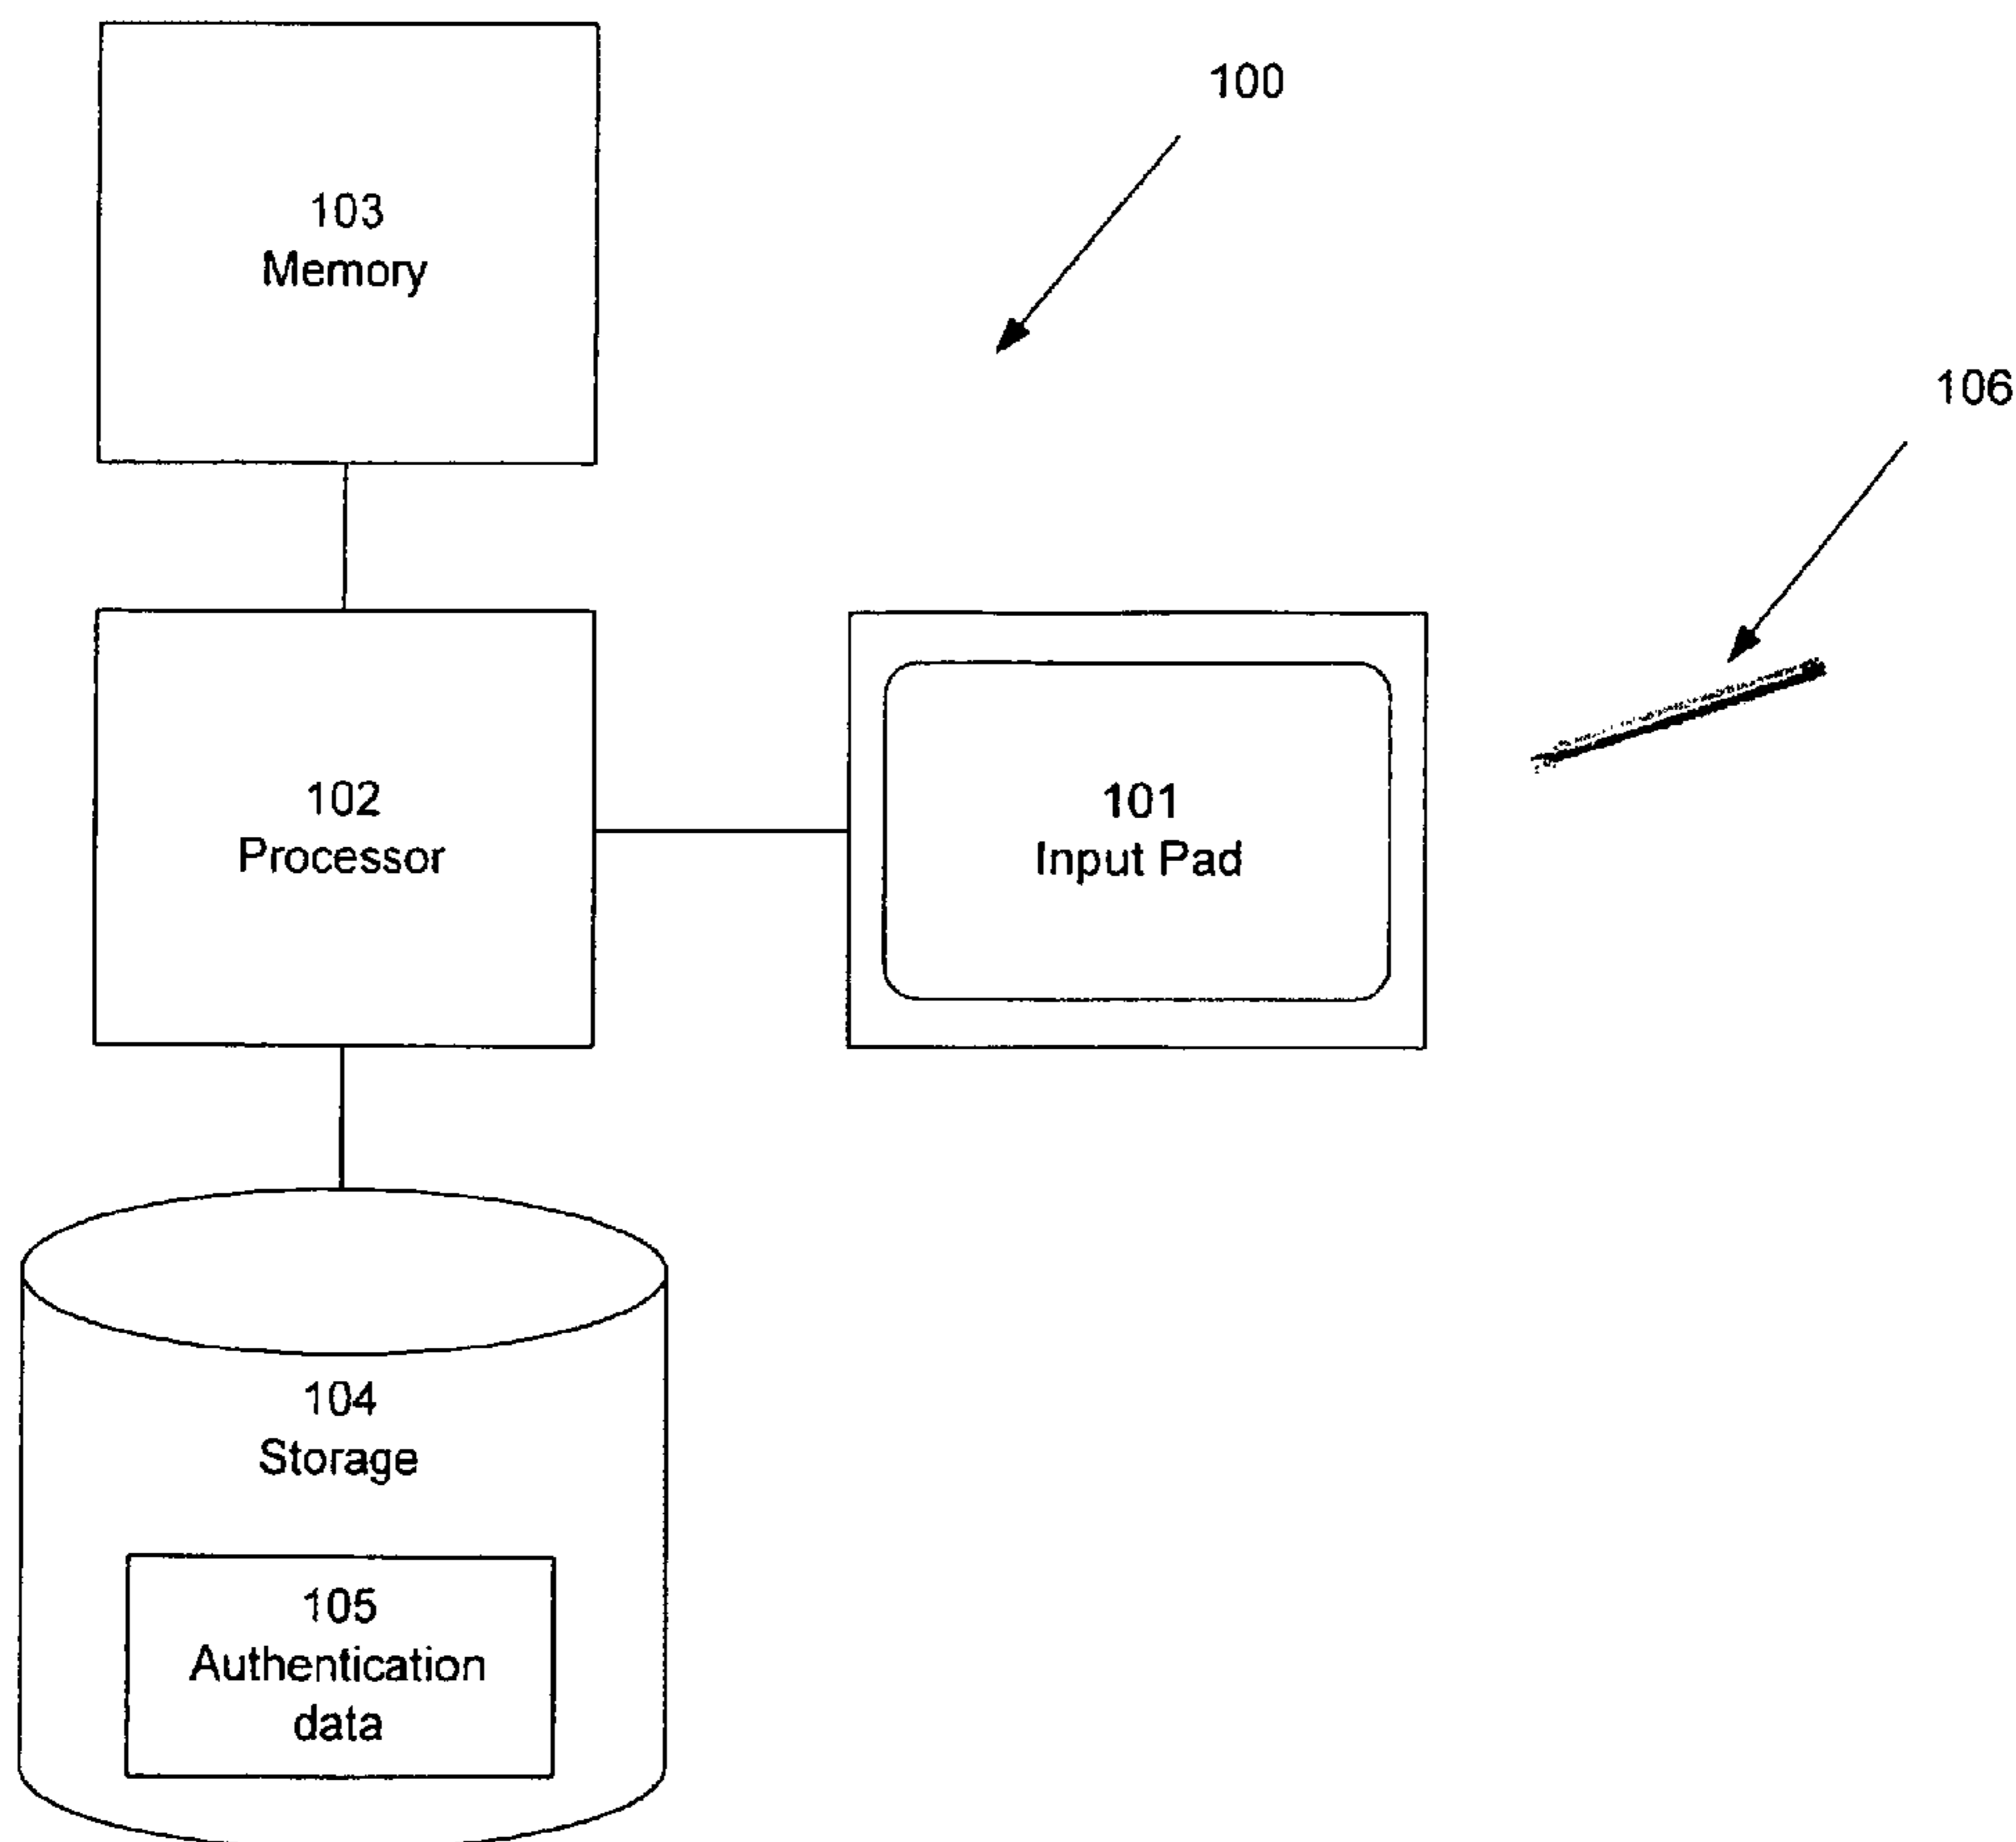 100
103
Memory
106
102
Processor
101
Input Pad
104
Storage
105
Authentication
data